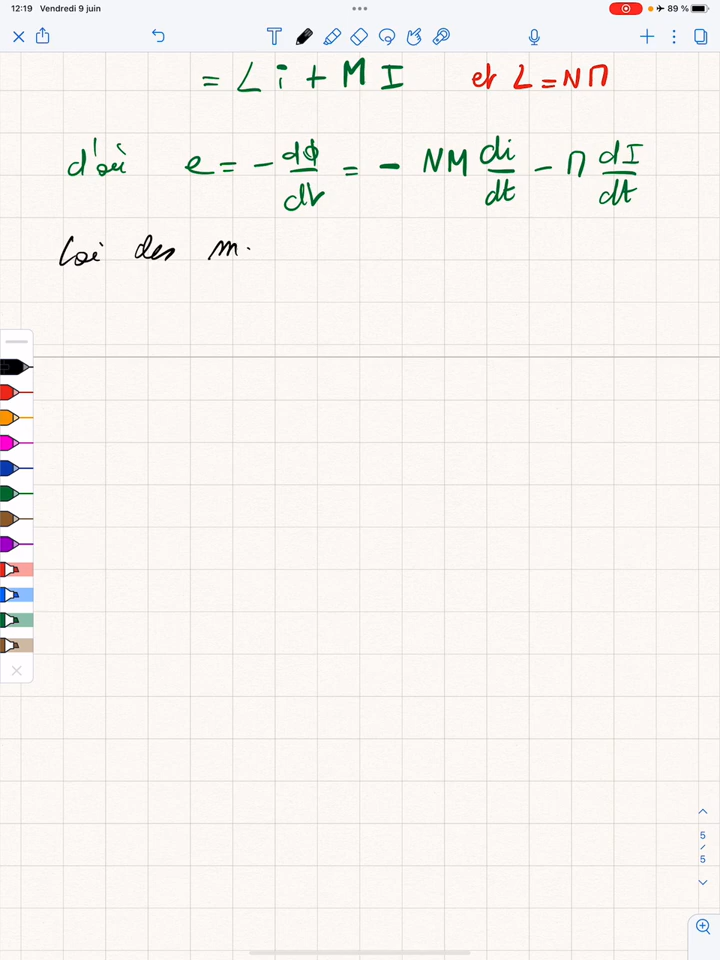 12:19 Vendredi 9 juin 89 %
= L i + M I et L = NM
d'où e = - dϕ/dt = - NM di/dt - M dI/dt
Loi des m.
5
/
5